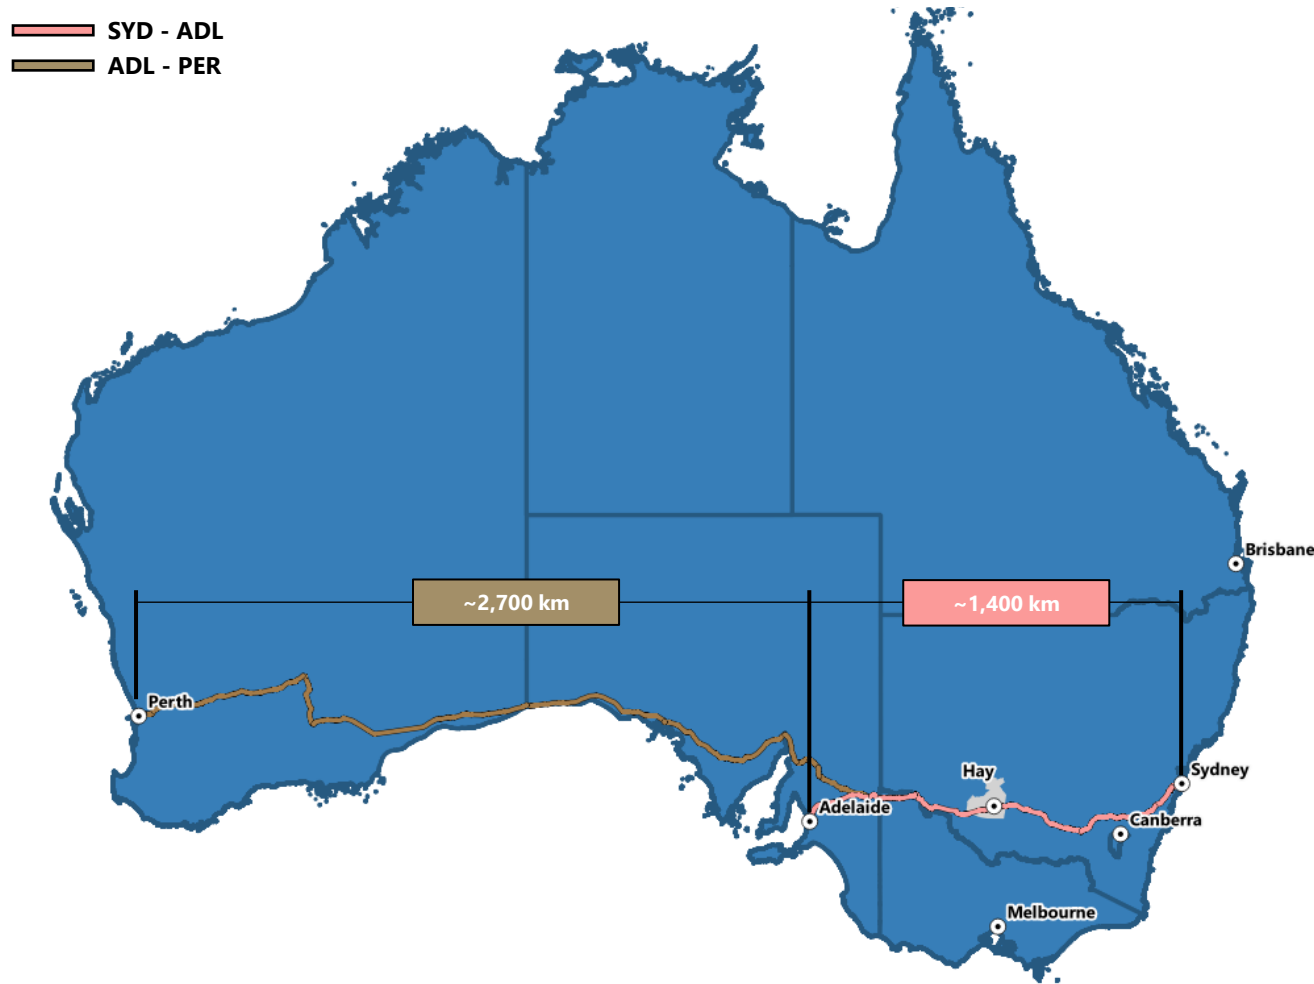 SYD - ADL
ADL - PER
Brisbane
~2,700 km
~1,400 km
Perth
Hay
Sydney
Adelaide
Canberra
Melbourne